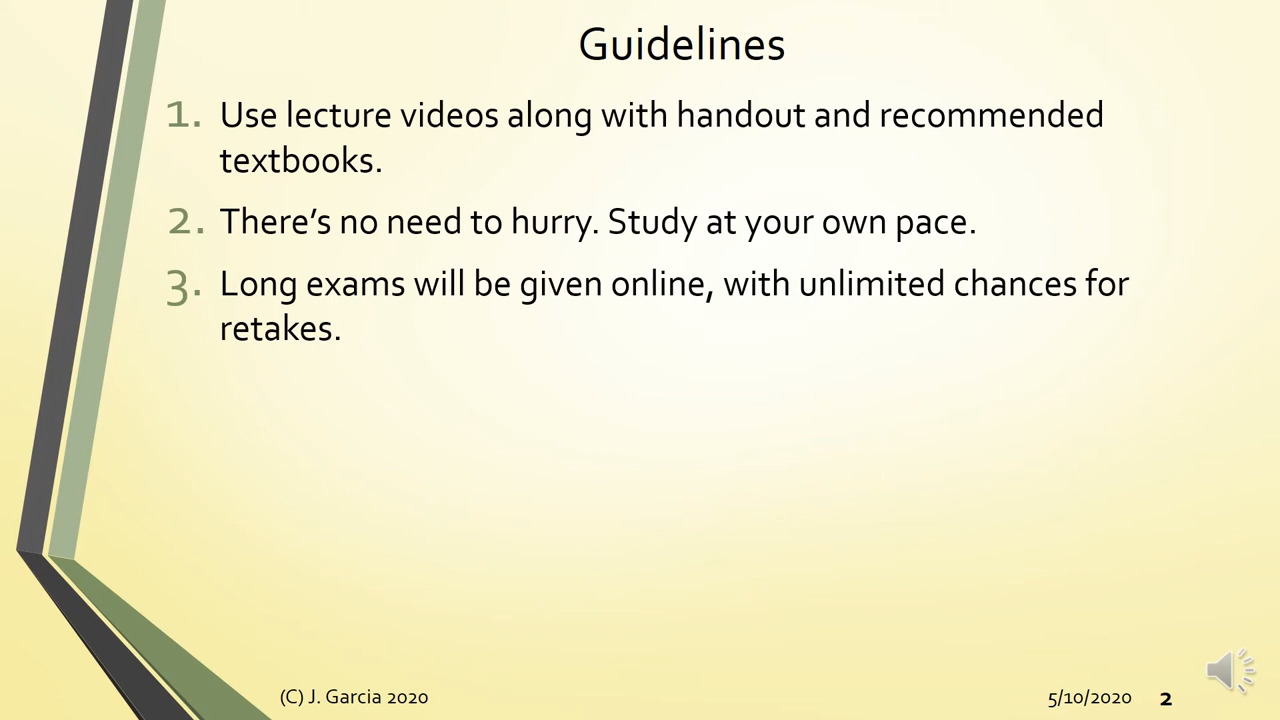 Guidelines
1. Use lecture videos along with handout and recommended
textbooks.
2. There’s no need to hurry. Study at your own pace.
3. Long exams will be given online, with unlimited chances for
retakes.
(C) J. Garcia 2020
5/10/2020 2